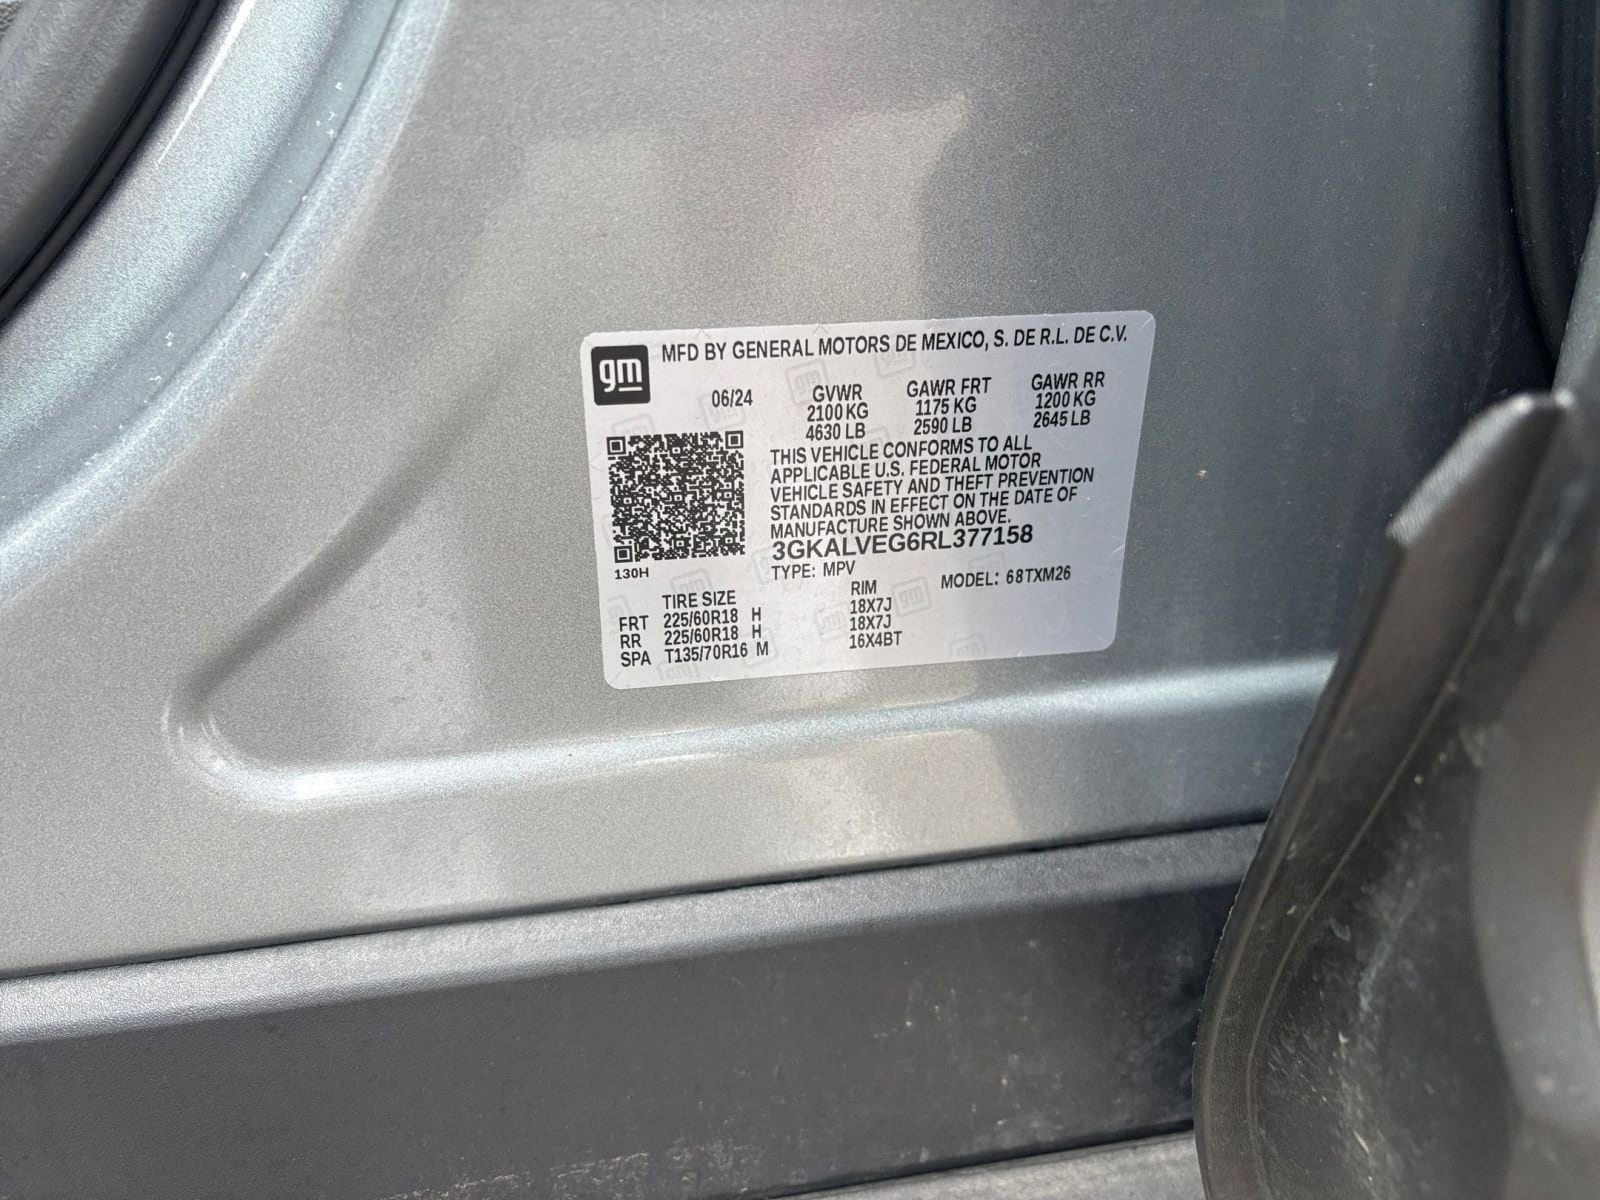 gm
MFD BY GENERAL MOTORS DE MEXICO, S. DE R.L. DE C.V.
06/24 GVWR GAWR FRT GAWR RR
2100 KG 1175 KG 1200 KG
4630 LB 2590 LB 2645 LB
THIS VEHICLE CONFORMS TO ALL
APPLICABLE U.S. FEDERAL MOTOR
VEHICLE SAFETY AND THEFT PREVENTION
STANDARDS IN EFFECT ON THE DATE OF
MANUFACTURE SHOWN ABOVE.
3GKALVEG6RL377158
130H
TYPE: MPV MODEL: 68TXM26
TIRE SIZE RIM
FRT 225/60R18 H 18X7J
RR 225/60R18 H 18X7J
SPA T135/70R16 M 16X4BT